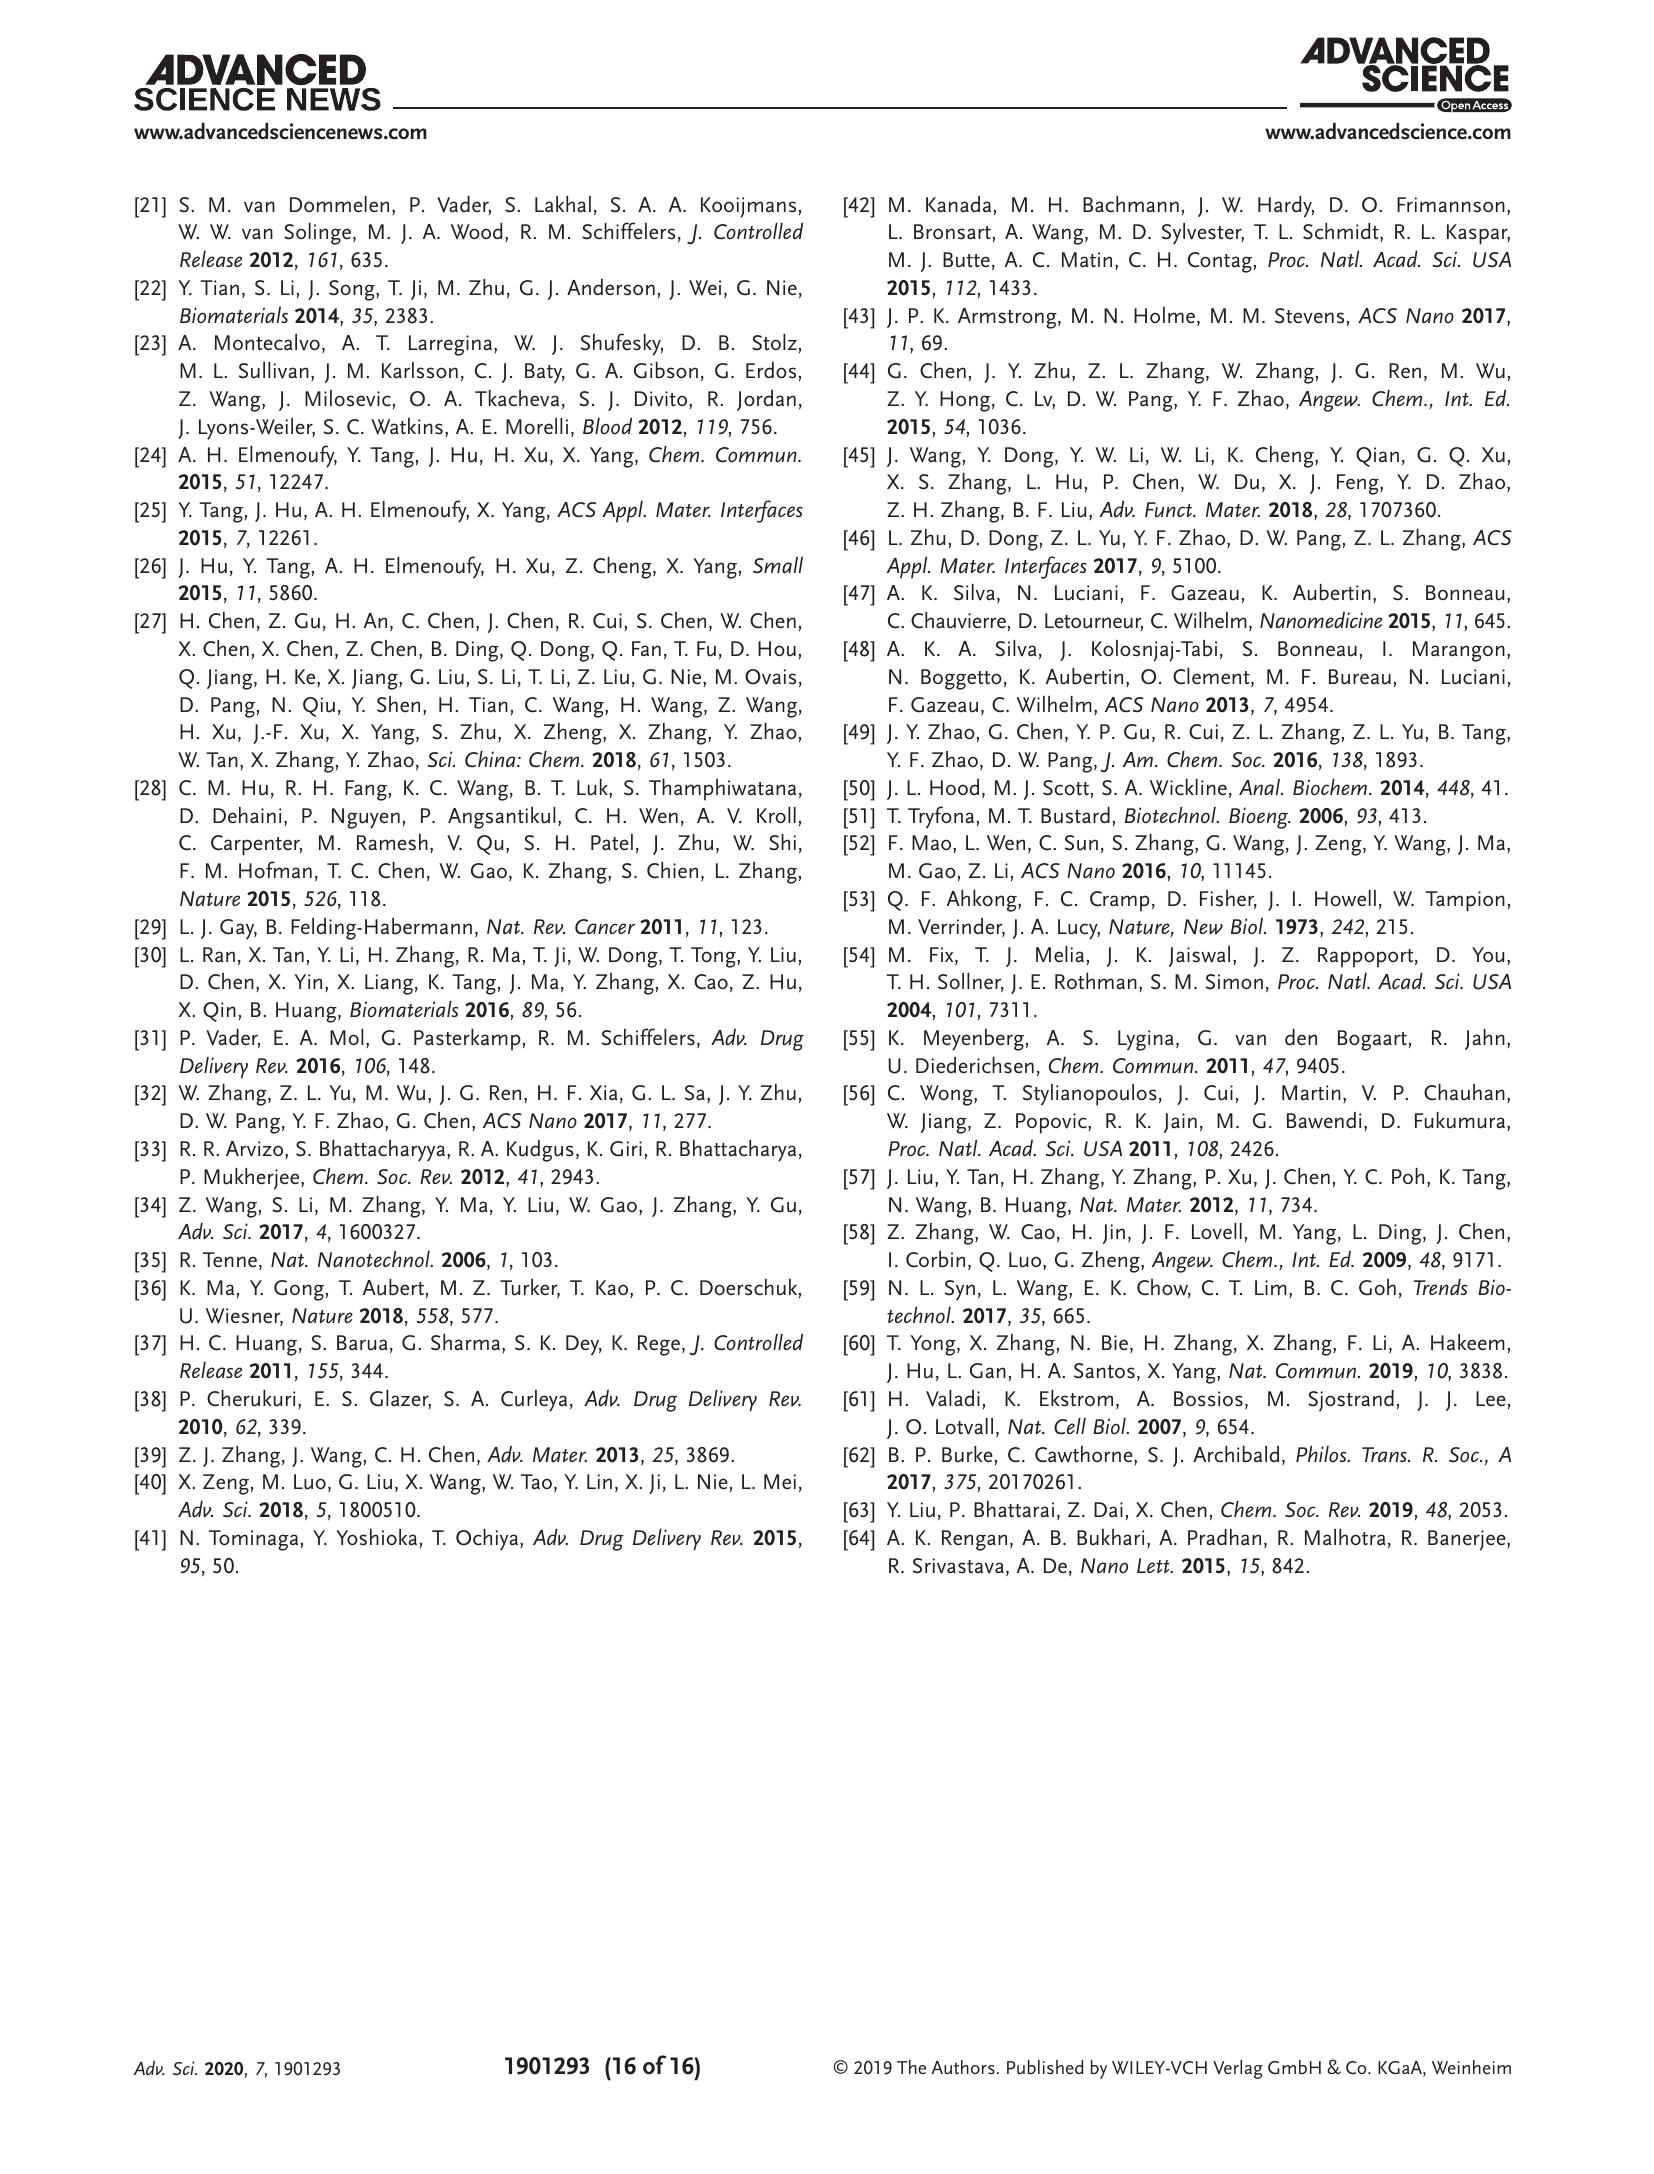 ADVANCED
SCIENCE NEWS
www.advancedsciencenews.com
ADVANCED
SCIENCE
Open Access
www.advancedscience.com
[21] S. M. van Dommelen, P. Vader, S. Lakhal, S. A. A. Kooijmans,
W. W. van Solinge, M. J. A. Wood, R. M. Schiffelers, J. Controlled
Release 2012, 161, 635.
[22] Y. Tian, S. Li, J. Song, T. Ji, M. Zhu, G. J. Anderson, J. Wei, G. Nie,
Biomaterials 2014, 35, 2383.
[23] A. Montecalvo, A. T. Larregina, W. J. Shufesky, D. B. Stolz,
M. L. Sullivan, J. M. Karlsson, C. J. Baty, G. A. Gibson, G. Erdos,
Z. Wang, J. Milosevic, O. A. Tkacheva, S. J. Divito, R. Jordan,
J. Lyons-Weiler, S. C. Watkins, A. E. Morelli, Blood 2012, 119, 756.
[24] A. H. Elmenoufy, Y. Tang, J. Hu, H. Xu, X. Yang, Chem. Commun.
2015, 51, 12247.
[25] Y. Tang, J. Hu, A. H. Elmenoufy, X. Yang, ACS Appl. Mater. Interfaces
2015, 7, 12261.
[26] J. Hu, Y. Tang, A. H. Elmenoufy, H. Xu, Z. Cheng, X. Yang, Small
2015, 11, 5860.
[27] H. Chen, Z. Gu, H. An, C. Chen, J. Chen, R. Cui, S. Chen, W. Chen,
X. Chen, X. Chen, Z. Chen, B. Ding, Q. Dong, Q. Fan, T. Fu, D. Hou,
Q. Jiang, H. Ke, X. Jiang, G. Liu, S. Li, T. Li, Z. Liu, G. Nie, M. Ovais,
D. Pang, N. Qiu, Y. Shen, H. Tian, C. Wang, H. Wang, Z. Wang,
H. Xu, J.-F. Xu, X. Yang, S. Zhu, X. Zheng, X. Zhang, Y. Zhao,
W. Tan, X. Zhang, Y. Zhao, Sci. China: Chem. 2018, 61, 1503.
[28] C. M. Hu, R. H. Fang, K. C. Wang, B. T. Luk, S. Thamphiwatana,
D. Dehaini, P. Nguyen, P. Angsantikul, C. H. Wen, A. V. Kroll,
C. Carpenter, M. Ramesh, V. Qu, S. H. Patel, J. Zhu, W. Shi,
F. M. Hofman, T. C. Chen, W. Gao, K. Zhang, S. Chien, L. Zhang,
Nature 2015, 526, 118.
[29] L. J. Gay, B. Felding-Habermann, Nat. Rev. Cancer 2011, 11, 123.
[30] L. Ran, X. Tan, Y. Li, H. Zhang, R. Ma, T. Ji, W. Dong, T. Tong, Y. Liu,
D. Chen, X. Yin, X. Liang, K. Tang, J. Ma, Y. Zhang, X. Cao, Z. Hu,
X. Qin, B. Huang, Biomaterials 2016, 89, 56.
[31] P. Vader, E. A. Mol, G. Pasterkamp, R. M. Schiffelers, Adv. Drug
Delivery Rev. 2016, 106, 148.
[32] W. Zhang, Z. L. Yu, M. Wu, J. G. Ren, H. F. Xia, G. L. Sa, J. Y. Zhu,
D. W. Pang, Y. F. Zhao, G. Chen, ACS Nano 2017, 11, 277.
[33] R. R. Arvizo, S. Bhattacharyya, R. A. Kudgus, K. Giri, R. Bhattacharya,
P. Mukherjee, Chem. Soc. Rev. 2012, 41, 2943.
[34] Z. Wang, S. Li, M. Zhang, Y. Ma, Y. Liu, W. Gao, J. Zhang, Y. Gu,
Adv. Sci. 2017, 4, 1600327.
[35] R. Tenne, Nat. Nanotechnol. 2006, 1, 103.
[36] K. Ma, Y. Gong, T. Aubert, M. Z. Turker, T. Kao, P. C. Doerschuk,
U. Wiesner, Nature 2018, 558, 577.
[37] H. C. Huang, S. Barua, G. Sharma, S. K. Dey, K. Rege, J. Controlled
Release 2011, 155, 344.
[38] P. Cherukuri, E. S. Glazer, S. A. Curleya, Adv. Drug Delivery Rev.
2010, 62, 339.
[39] Z. J. Zhang, J. Wang, C. H. Chen, Adv. Mater. 2013, 25, 3869.
[40] X. Zeng, M. Luo, G. Liu, X. Wang, W. Tao, Y. Lin, X. Ji, L. Nie, L. Mei,
Adv. Sci. 2018, 5, 1800510.
[41] N. Tominaga, Y. Yoshioka, T. Ochiya, Adv. Drug Delivery Rev. 2015,
95, 50.
[42] M. Kanada, M. H. Bachmann, J. W. Hardy, D. O. Frimannson,
L. Bronsart, A. Wang, M. D. Sylvester, T. L. Schmidt, R. L. Kaspar,
M. J. Butte, A. C. Matin, C. H. Contag, Proc. Natl. Acad. Sci. USA
2015, 112, 1433.
[43] J. P. K. Armstrong, M. N. Holme, M. M. Stevens, ACS Nano 2017,
11, 69.
[44] G. Chen, J. Y. Zhu, Z. L. Zhang, W. Zhang, J. G. Ren, M. Wu,
Z. Y. Hong, C. Lv, D. W. Pang, Y. F. Zhao, Angew. Chem., Int. Ed.
2015, 54, 1036.
[45] J. Wang, Y. Dong, Y. W. Li, W. Li, K. Cheng, Y. Qian, G. Q. Xu,
X. S. Zhang, L. Hu, P. Chen, W. Du, X. J. Feng, Y. D. Zhao,
Z. H. Zhang, B. F. Liu, Adv. Funct. Mater. 2018, 28, 1707360.
[46] L. Zhu, D. Dong, Z. L. Yu, Y. F. Zhao, D. W. Pang, Z. L. Zhang, ACS
Appl. Mater. Interfaces 2017, 9, 5100.
[47] A. K. Silva, N. Luciani, F. Gazeau, K. Aubertin, S. Bonneau,
C. Chauvierre, D. Letourneur, C. Wilhelm, Nanomedicine 2015, 11, 645.
[48] A. K. A. Silva, J. Kolosnjaj-Tabi, S. Bonneau, I. Marangon,
N. Boggetto, K. Aubertin, O. Clement, M. F. Bureau, N. Luciani,
F. Gazeau, C. Wilhelm, ACS Nano 2013, 7, 4954.
[49] J. Y. Zhao, G. Chen, Y. P. Gu, R. Cui, Z. L. Zhang, Z. L. Yu, B. Tang,
Y. F. Zhao, D. W. Pang, J. Am. Chem. Soc. 2016, 138, 1893.
[50] J. L. Hood, M. J. Scott, S. A. Wickline, Anal. Biochem. 2014, 448, 41.
[51] T. Tryfona, M. T. Bustard, Biotechnol. Bioeng. 2006, 93, 413.
[52] F. Mao, L. Wen, C. Sun, S. Zhang, G. Wang, J. Zeng, Y. Wang, J. Ma,
M. Gao, Z. Li, ACS Nano 2016, 10, 11145.
[53] Q. F. Ahkong, F. C. Cramp, D. Fisher, J. I. Howell, W. Tampion,
M. Verrinder, J. A. Lucy, Nature, New Biol. 1973, 242, 215.
[54] M. Fix, T. J. Melia, J. K. Jaiswal, J. Z. Rappoport, D. You,
T. H. Sollner, J. E. Rothman, S. M. Simon, Proc. Natl. Acad. Sci. USA
2004, 101, 7311.
[55] K. Meyenberg, A. S. Lygina, G. van den Bogaart, R. Jahn,
U. Diederichsen, Chem. Commun. 2011, 47, 9405.
[56] C. Wong, T. Stylianopoulos, J. Cui, J. Martin, V. P. Chauhan,
W. Jiang, Z. Popovic, R. K. Jain, M. G. Bawendi, D. Fukumura,
Proc. Natl. Acad. Sci. USA 2011, 108, 2426.
[57] J. Liu, Y. Tan, H. Zhang, Y. Zhang, P. Xu, J. Chen, Y. C. Poh, K. Tang,
N. Wang, B. Huang, Nat. Mater. 2012, 11, 734.
[58] Z. Zhang, W. Cao, H. Jin, J. F. Lovell, M. Yang, L. Ding, J. Chen,
I. Corbin, Q. Luo, G. Zheng, Angew. Chem., Int. Ed. 2009, 48, 9171.
[59] N. L. Syn, L. Wang, E. K. Chow, C. T. Lim, B. C. Goh, Trends Bio-
technol. 2017, 35, 665.
[60] T. Yong, X. Zhang, N. Bie, H. Zhang, X. Zhang, F. Li, A. Hakeem,
J. Hu, L. Gan, H. A. Santos, X. Yang, Nat. Commun. 2019, 10, 3838.
[61] H. Valadi, K. Ekstrom, A. Bossios, M. Sjostrand, J. J. Lee,
J. O. Lotvall, Nat. Cell Biol. 2007, 9, 654.
[62] B. P. Burke, C. Cawthorne, S. J. Archibald, Philos. Trans. R. Soc., A
2017, 375, 20170261.
[63] Y. Liu, P. Bhattarai, Z. Dai, X. Chen, Chem. Soc. Rev. 2019, 48, 2053.
[64] A. K. Rengan, A. B. Bukhari, A. Pradhan, R. Malhotra, R. Banerjee,
R. Srivastava, A. De, Nano Lett. 2015, 15, 842.
Adv. Sci. 2020, 7, 1901293
1901293 (16 of 16)
© 2019 The Authors. Published by WILEY-VCH Verlag GmbH & Co. KGaA, Weinheim